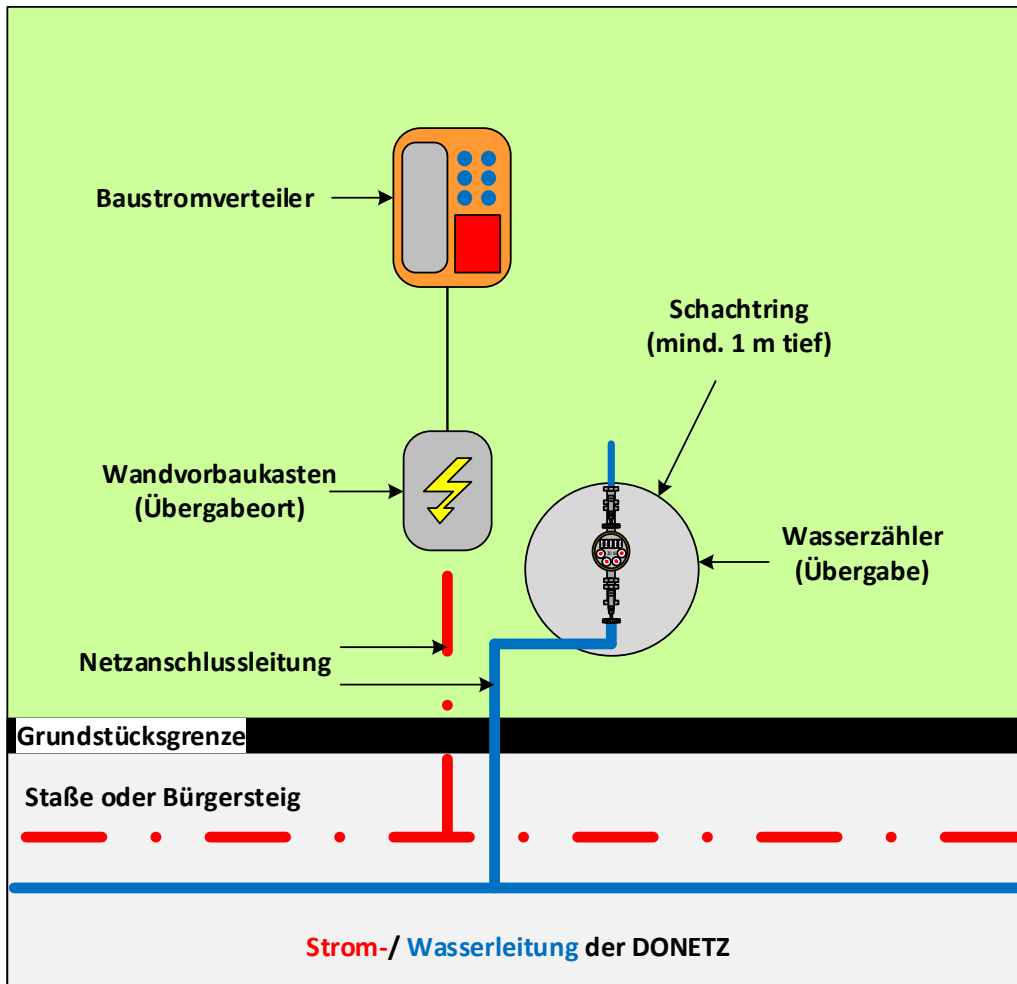 Baustromverteiler
Schachtring
(mind. 1 m tief)
Wandvorbaukasten
(Übergabeort)
Wasserzähler
(Übergabe)
Netzanschlussleitung
Grundstücksgrenze
Staße oder Bürgersteig
Strom-/ Wasserleitung der DONETZ